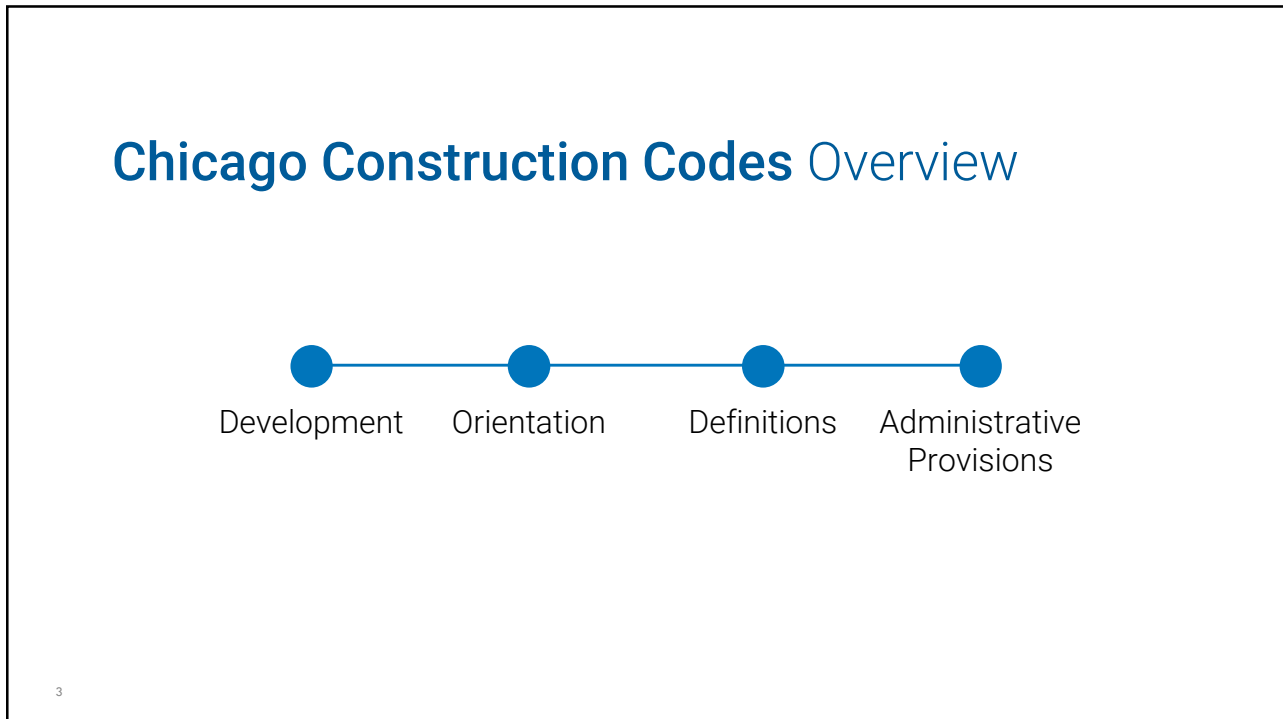 Chicago Construction Codes Overview
Development
Orientation
Definitions
Administrative
Provisions
3